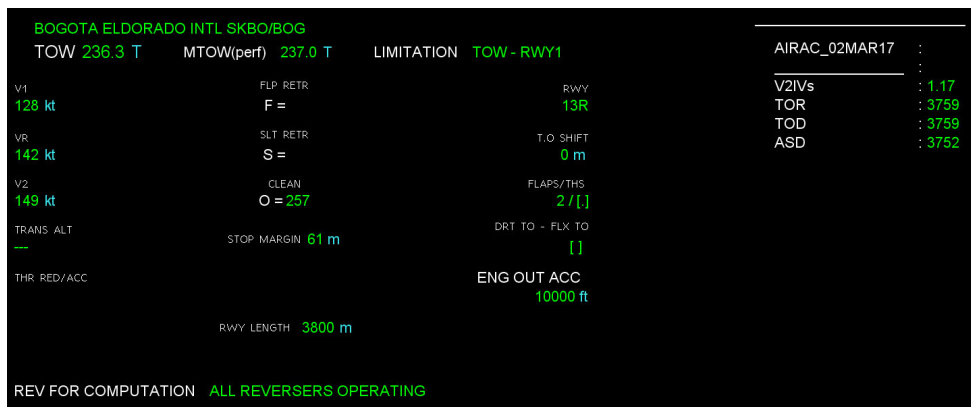 BOGOTA ELDORADO INTL SKBO/BOG
TOW 236.3 T MTOW(perf) 237.0 T LIMITATION TOW - RWY1
V1 FLP RETR RWY
128 kt F = 13R
VR SLT RETR T.O SHIFT
142 kt S = 0 m
V2 CLEAN FLAPS/THS
149 kt O = 257 2 / [.]
TRANS ALT STOP MARGIN 61 m DRT TO - FLX TO
--- [ ]
THR RED/ACC ENG OUT ACC
10000 ft
RWY LENGTH 3800 m
REV FOR COMPUTATION ALL REVERSERS OPERATING
AIRAC_02MAR17 :
:
V2IVs : 1.17
TOR : 3759
TOD : 3759
ASD : 3752